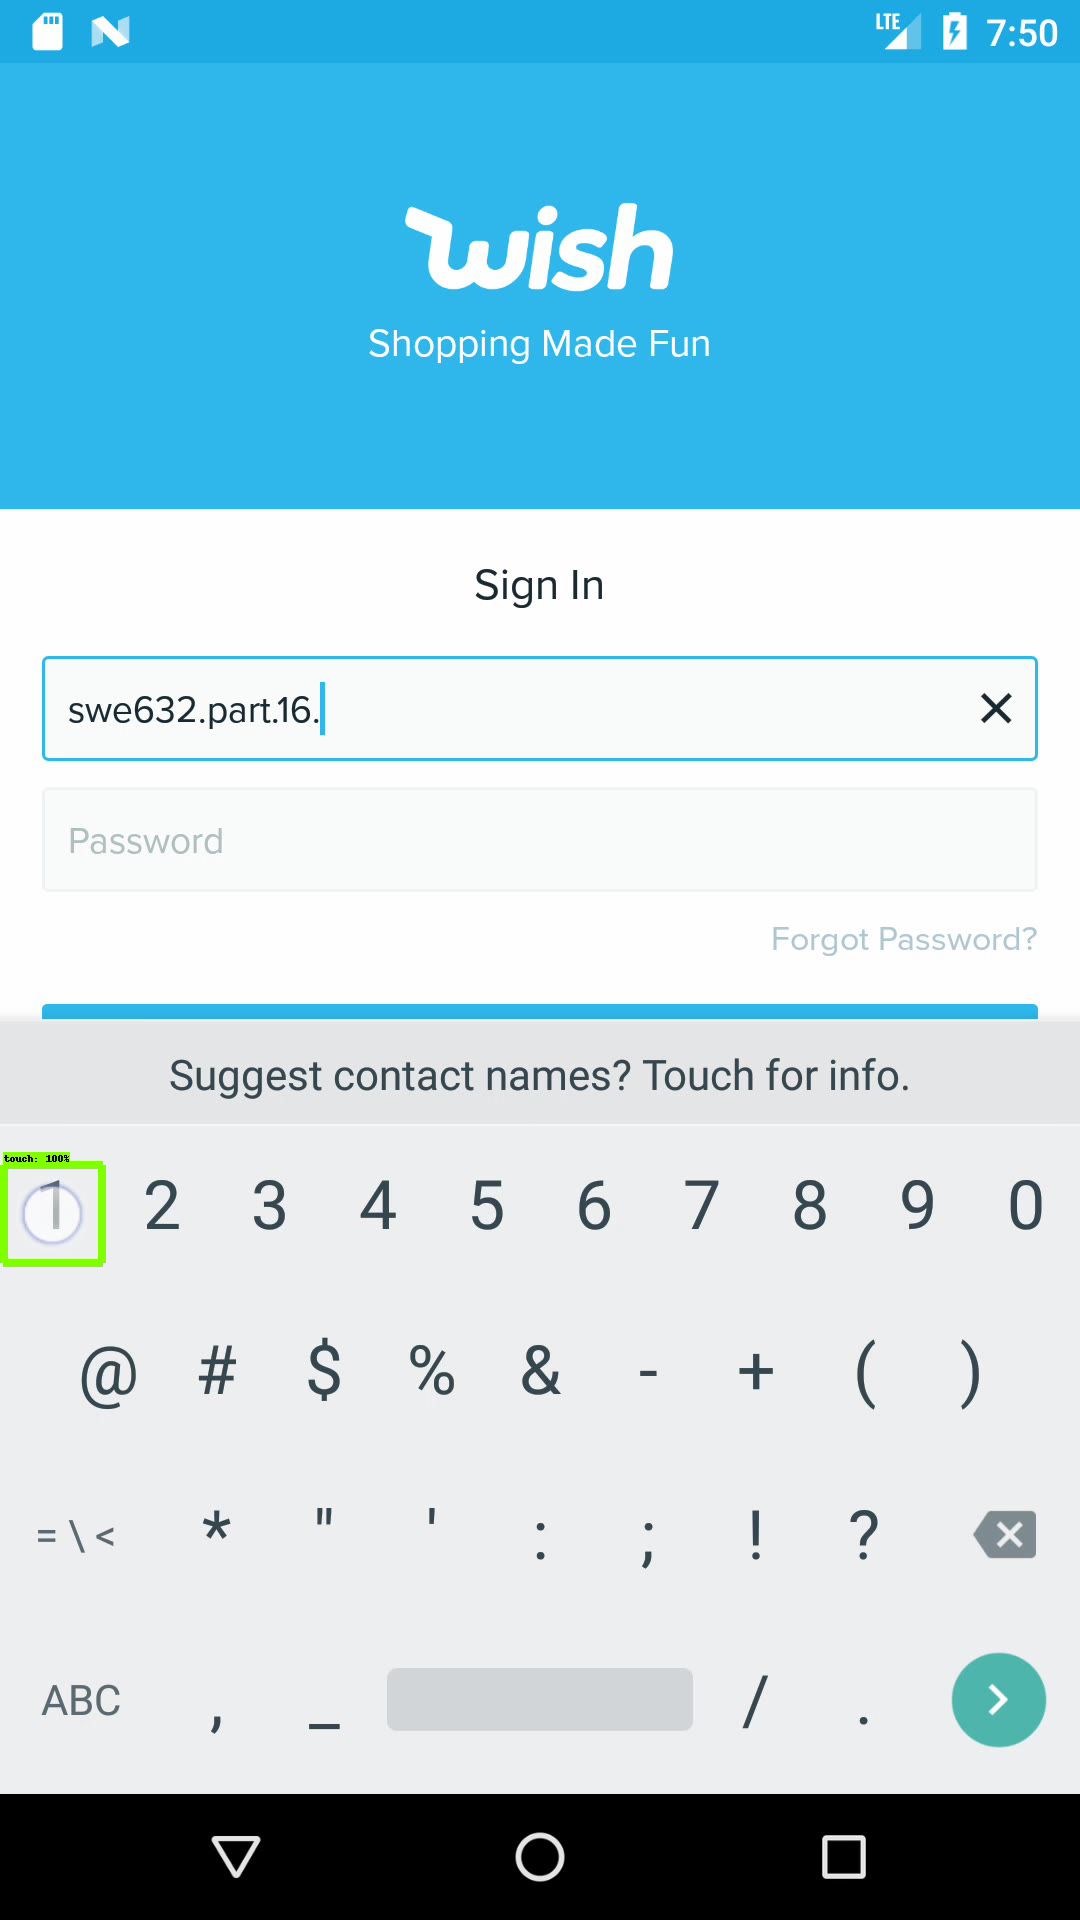 LTE 7:50
wish
Shopping Made Fun
Sign In
swe632.part.16.
Password
Forgot Password?
Suggest contact names? Touch for info.
touch: 100%
1 2 3 4 5 6 7 8 9 0
@ # $ % & - + ( )
= \ < * " ' : ; ! ?
ABC , _ / .